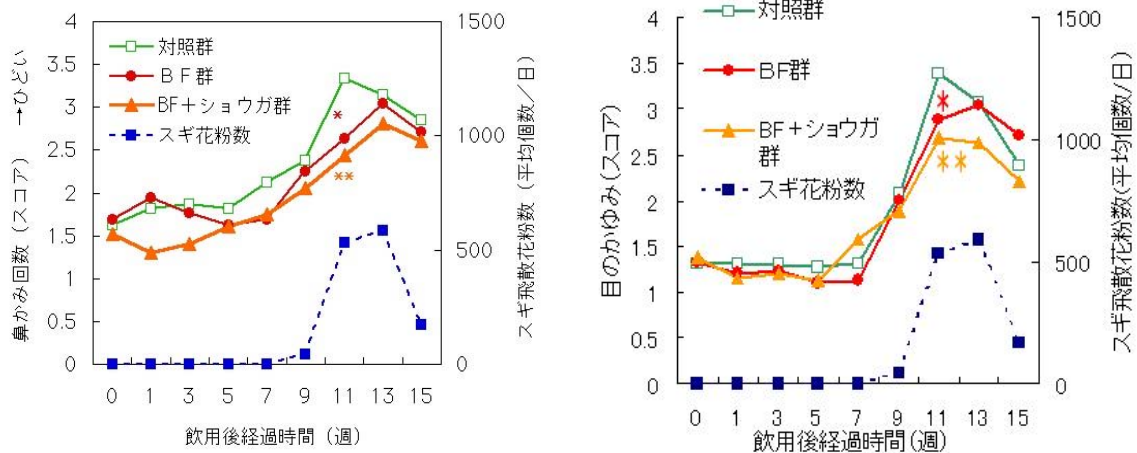 4
3.5
3
2.5
2
1.5
1
0.5
0
鼻かみ回数（スコア） →ひどい
対照群
ＢＦ群
BF＋ショウガ群
スギ花粉数
*
**
1500
1000
500
0
スギ飛散花粉数（平均個数/日）
0 1 3 5 7 9 11 13 15
飲用後経過時間（週）
4
3.5
3
2.5
2
1.5
1
0.5
0
目のかゆみ(スコア)
対照群
BF群
BF＋ショウガ
群
スギ花粉数
*
**
1500
1000
500
0
スギ飛散花粉数(平均個数/日)
0 1 3 5 7 9 11 13 15
飲用後経過時間(週)